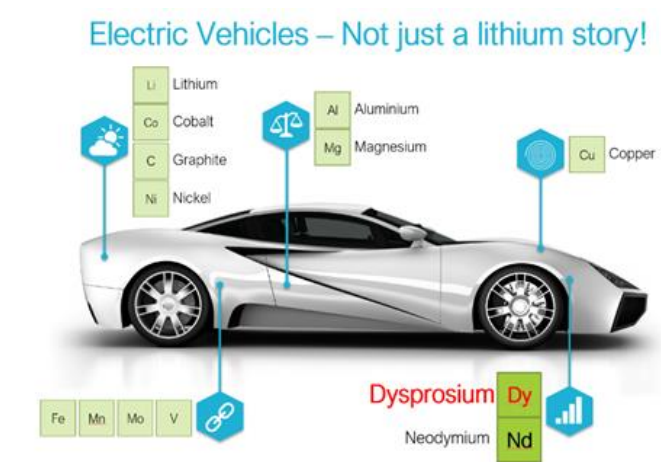 Electric Vehicles – Not just a lithium story!
Li Lithium
Co Cobalt
C Graphite
Ni Nickel
Al Aluminium
Mg Magnesium
Cu Copper
Fe Mn Mo V
Dysprosium Dy
Neodymium Nd